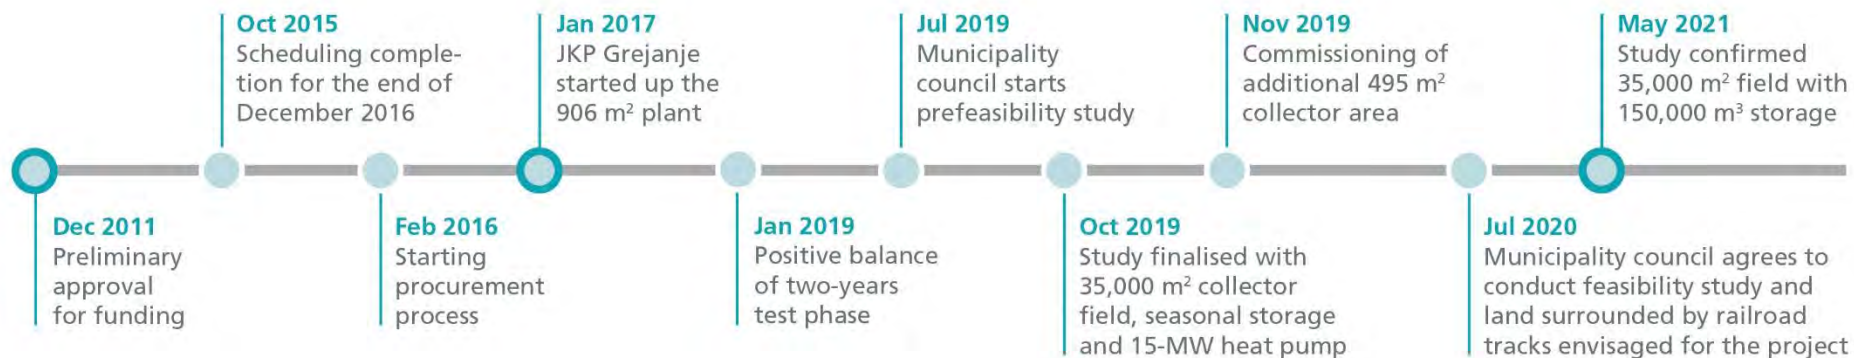 Oct 2015
Scheduling comple-
tion for the end of
December 2016
Jan 2017
JKP Grejanje
started up the
906 m² plant
Jul 2019
Municipality
council starts
prefeasibility study
Nov 2019
Commissioning of
additional 495 m²
collector area
May 2021
Study confirmed
35,000 m² field with
150,000 m³ storage
Dec 2011
Preliminary
approval
for funding
Feb 2016
Starting
procurement
process
Jan 2019
Positive balance
of two-years
test phase
Oct 2019
Study finalised with
35,000 m² collector
field, seasonal storage
and 15-MW heat pump
Jul 2020
Municipality council agrees to
conduct feasibility study and
land surrounded by railroad
tracks envisaged for the project